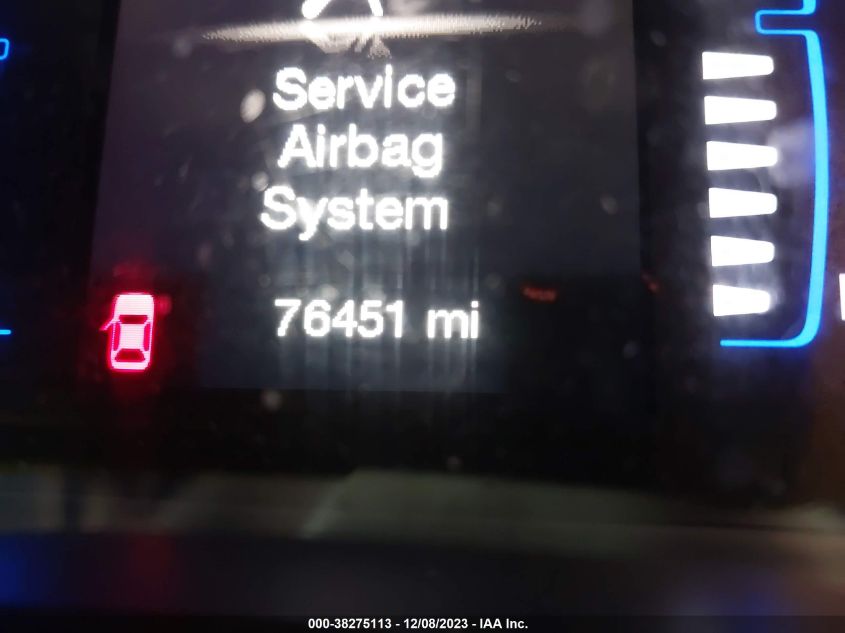 Service
Airbag
System
76451 mi
000-38275113 - 12/08/2023 - IAA Inc.